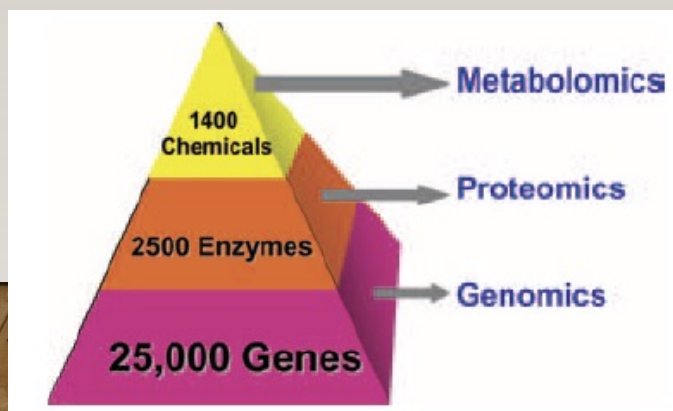 1400
Chemicals
Metabolomics
2500 Enzymes
Proteomics
25,000 Genes
Genomics